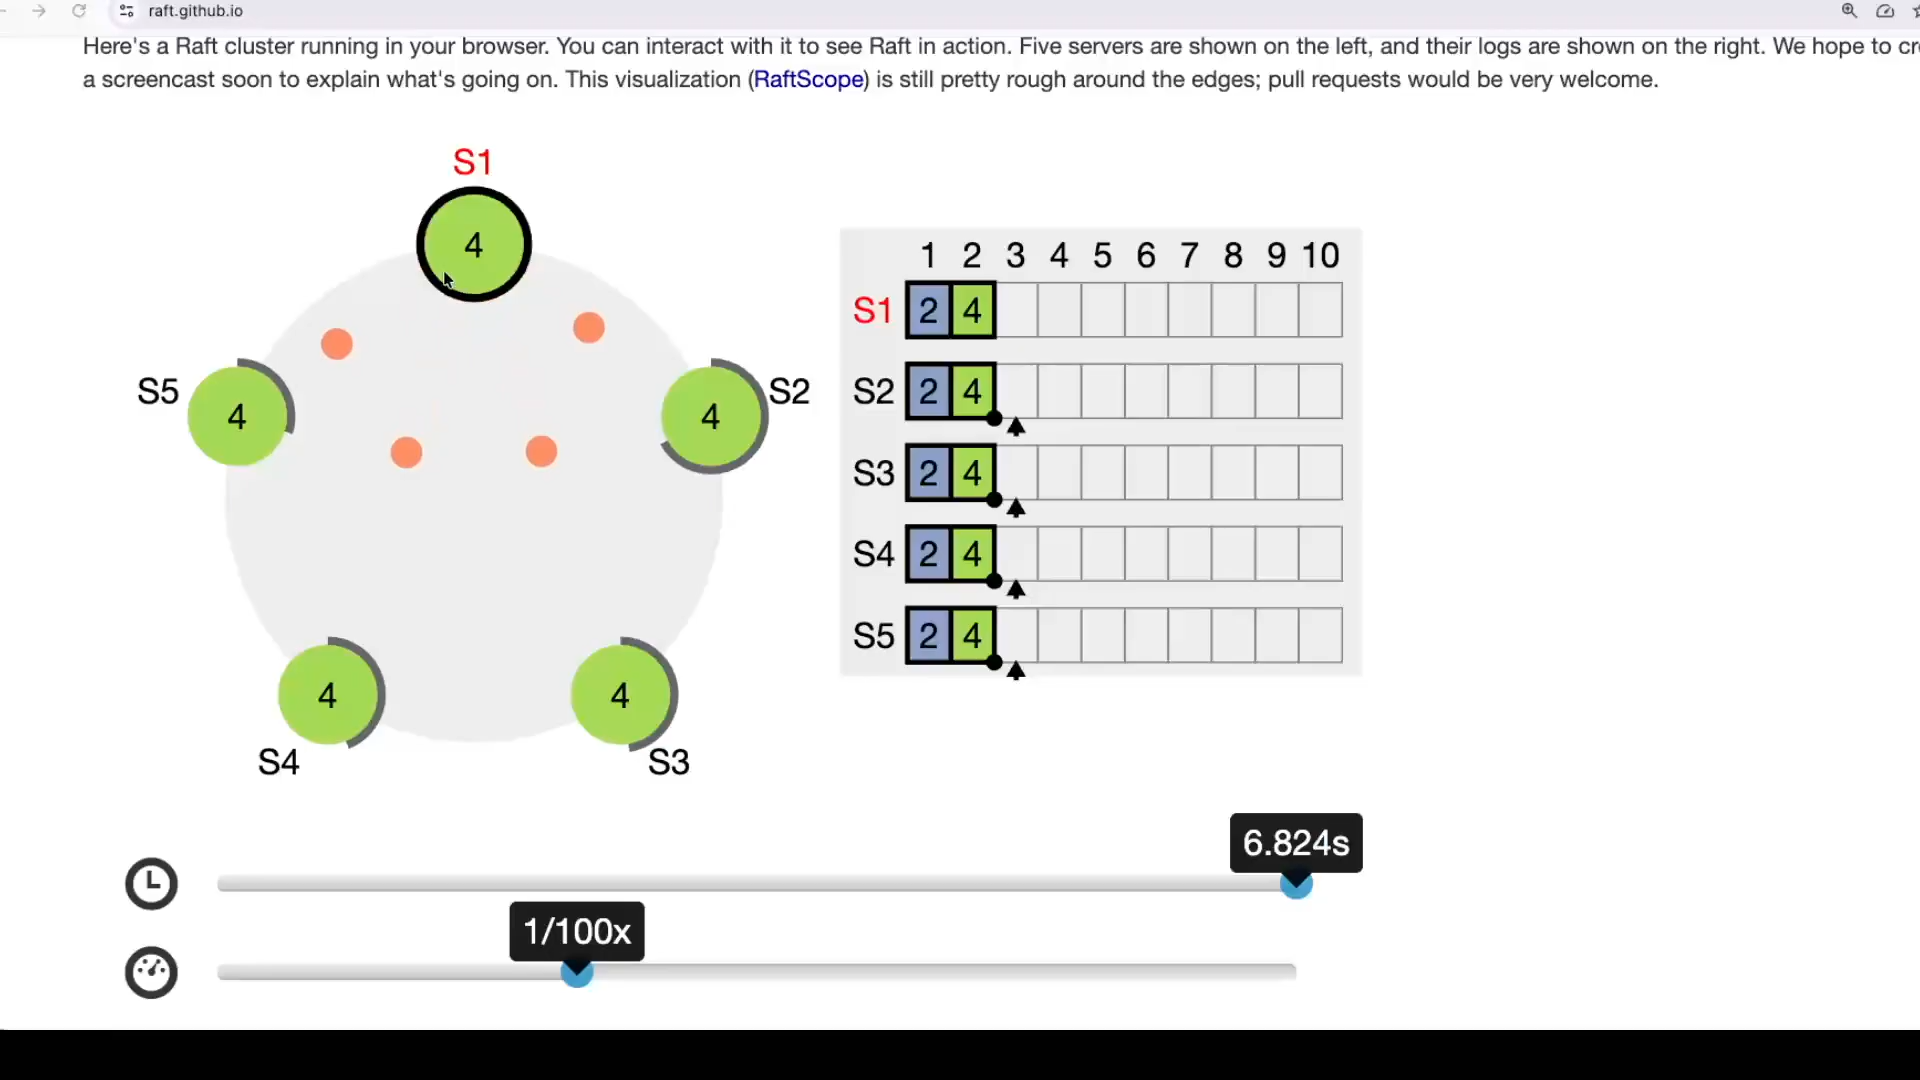 raft.github.io
Here's a Raft cluster running in your browser. You can interact with it to see Raft in action. Five servers are shown on the left, and their logs are shown on the right. We hope to cr
a screencast soon to explain what's going on. This visualization (RaftScope) is still pretty rough around the edges; pull requests would be very welcome.
S1
4
S5
4
4
S2
4
S4
4
S3
1 2 3 4 5 6 7 8 9 10
S1 2 4
S2 2 4
S3 2 4
S4 2 4
S5 2 4
6.824s
1/100x